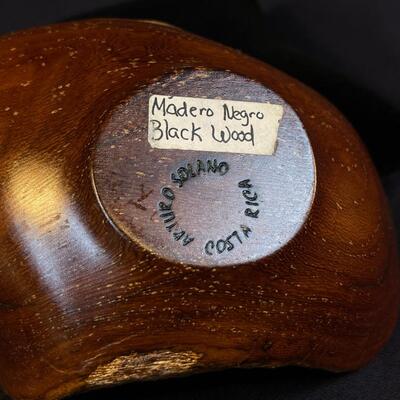 Madero Negro
Black Wood
ARTURO SOLANO
COSTA RICA